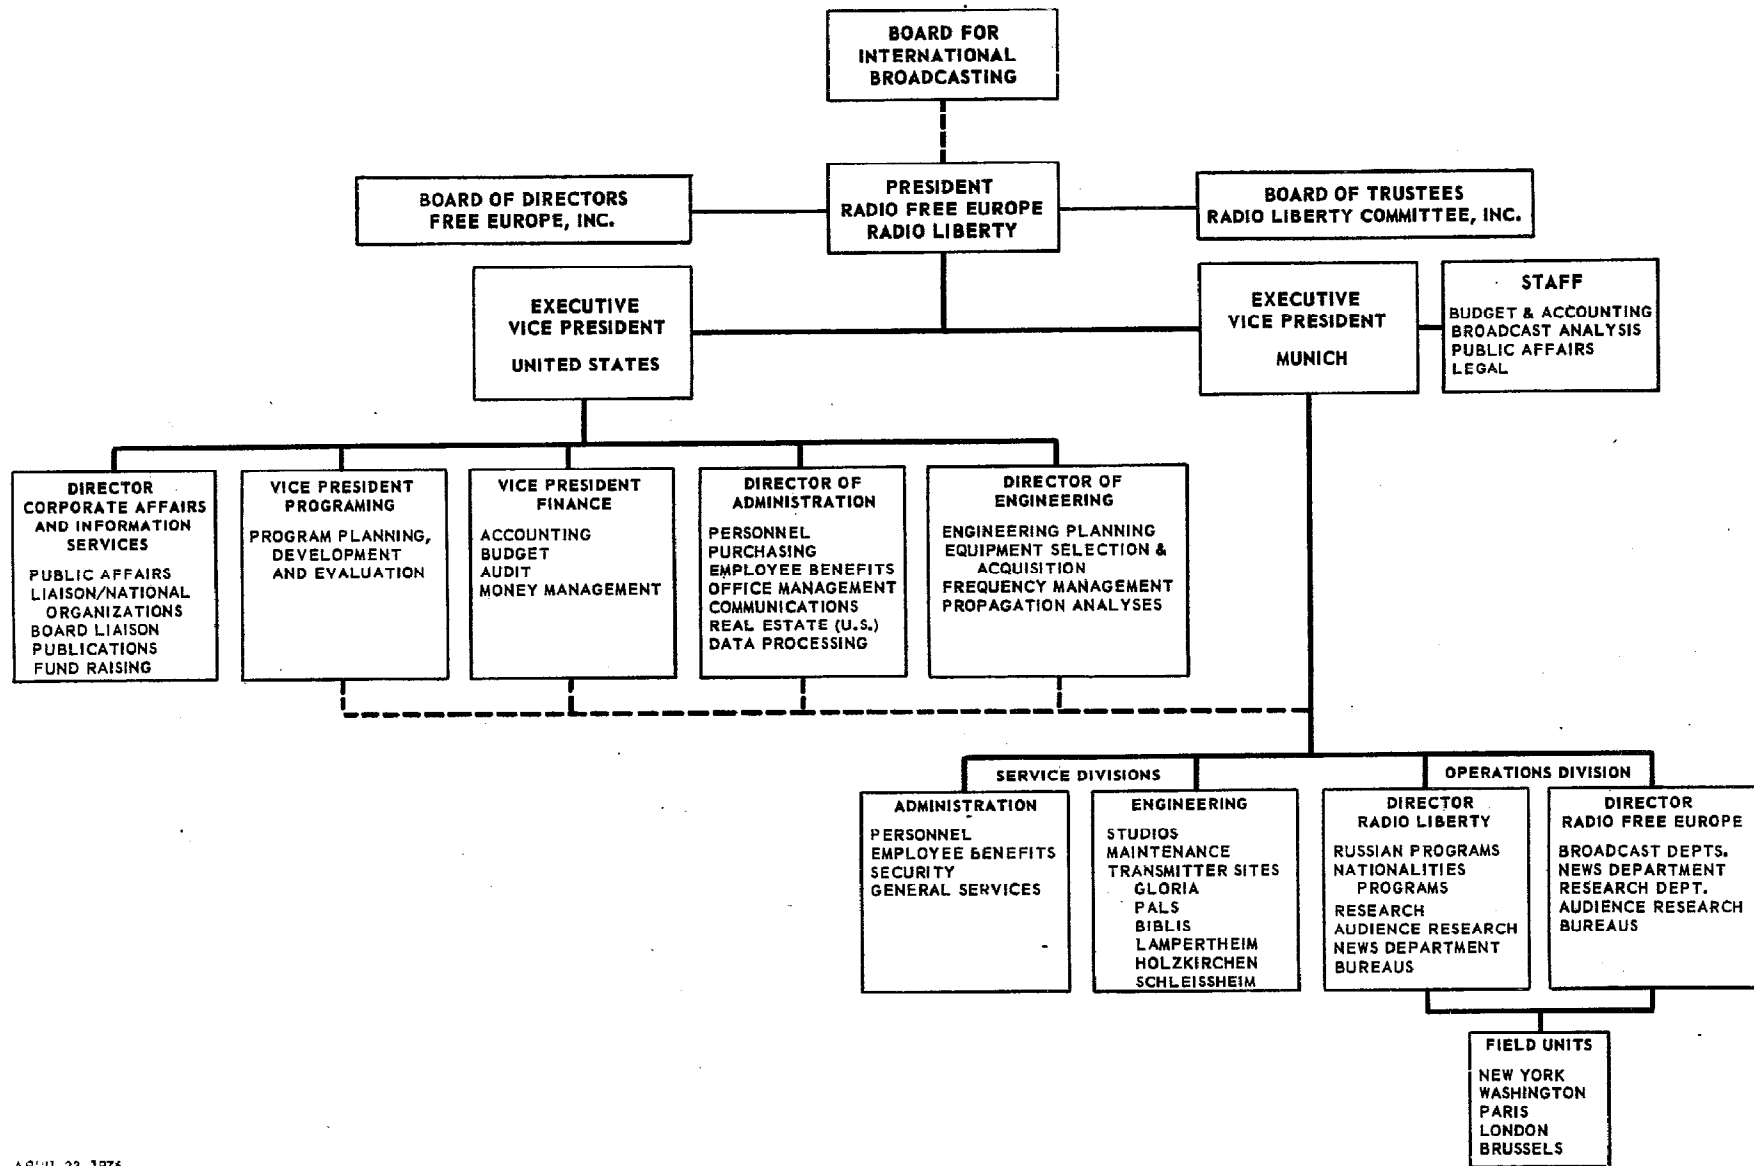 BOARD FOR
INTERNATIONAL
BROADCASTING
BOARD OF DIRECTORS
FREE EUROPE, INC.
PRESIDENT
RADIO FREE EUROPE
RADIO LIBERTY
BOARD OF TRUSTEES
RADIO LIBERTY COMMITTEE, INC.
EXECUTIVE
VICE PRESIDENT
UNITED STATES
EXECUTIVE
VICE PRESIDENT
MUNICH
STAFF
BUDGET & ACCOUNTING
BROADCAST ANALYSIS
PUBLIC AFFAIRS
LEGAL
DIRECTOR
CORPORATE AFFAIRS
AND INFORMATION
SERVICES
PUBLIC AFFAIRS
LIAISON/NATIONAL
ORGANIZATIONS
BOARD LIAISON
PUBLICATIONS
FUND RAISING
VICE PRESIDENT
PROGRAMING
PROGRAM PLANNING,
DEVELOPMENT
AND EVALUATION
VICE PRESIDENT
FINANCE
ACCOUNTING
BUDGET
AUDIT
MONEY MANAGEMENT
DIRECTOR OF
ADMINISTRATION
PERSONNEL
PURCHASING
EMPLOYEE BENEFITS
OFFICE MANAGEMENT
COMMUNICATIONS
REAL ESTATE (U.S.)
DATA PROCESSING
DIRECTOR OF
ENGINEERING
ENGINEERING PLANNING
EQUIPMENT SELECTION &
ACQUISITION
FREQUENCY MANAGEMENT
PROPAGATION ANALYSES
SERVICE DIVISIONS
ADMINISTRATION
PERSONNEL
EMPLOYEE BENEFITS
SECURITY
GENERAL SERVICES
ENGINEERING
STUDIOS
MAINTENANCE
TRANSMITTER SITES
GLORIA
PALS
BIBLIS
LAMPERTHEIM
HOLZKIRCHEN
SCHLEISSHEIM
OPERATIONS DIVISION
DIRECTOR
RADIO LIBERTY
RUSSIAN PROGRAMS
NATIONALITIES
PROGRAMS
RESEARCH
AUDIENCE RESEARCH
NEWS DEPARTMENT
BUREAUS
DIRECTOR
RADIO FREE EUROPE
BROADCAST DEPTS.
NEWS DEPARTMENT
RESEARCH DEPT.
AUDIENCE RESEARCH
BUREAUS
FIELD UNITS
NEW YORK
WASHINGTON
PARIS
LONDON
BRUSSELS